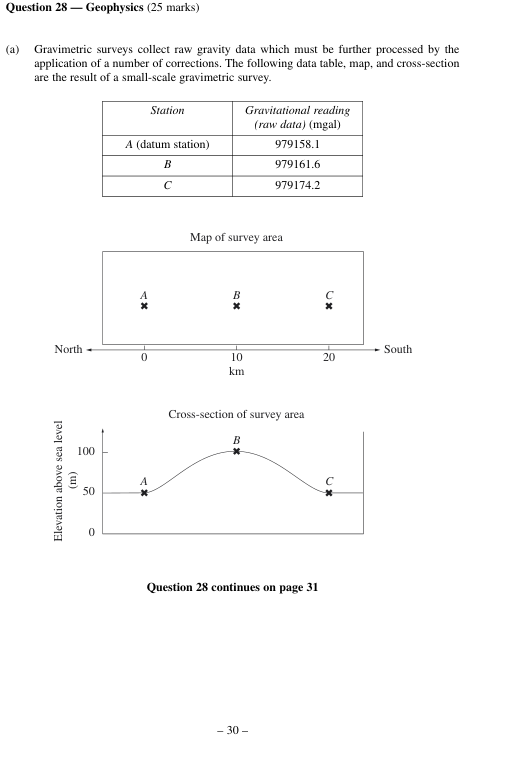 Question 28 — Geophysics (25 marks)
(a) Gravimetric surveys collect raw gravity data which must be further processed by the
application of a number of corrections. The following data table, map, and cross-section
are the result of a small-scale gravimetric survey.
Station
Gravitational reading
(raw data) (mgal)
A (datum station) 979158.1
B 979161.6
C 979174.2
Map of survey area
A B C
North South
0 10 20
km
Cross-section of survey area
Elevation above sea level
(m)
100
50
0
B
A C
Question 28 continues on page 31
– 30 –